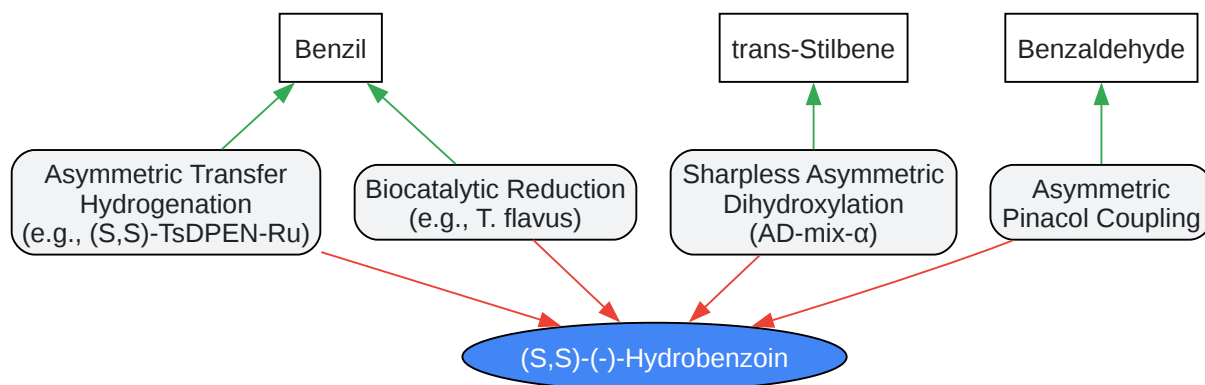 Benzil
trans-Stilbene
Benzaldehyde
Asymmetric Transfer
Hydrogenation
(e.g., (S,S)-TsDPEN-Ru)
Biocatalytic Reduction
(e.g., T. flavus)
Sharpless Asymmetric
Dihydroxylation
(AD-mix-α)
Asymmetric
Pinacol Coupling
(S,S)-(-)-Hydrobenzoin